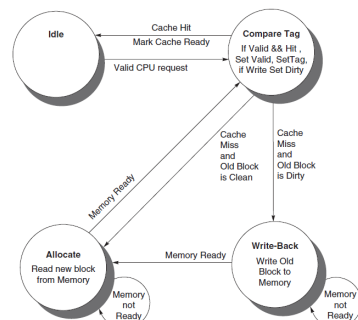 Idle
Cache Hit
Mark Cache Ready
Valid CPU request
Compare Tag
If Valid && Hit ,
Set Valid, SetTag,
if Write Set Dirty
Cache
Miss
and
Old Block
is Clean
Cache
Miss
and
Old Block
is Dirty
Memory Ready
Allocate
Read new block
from Memory
Memory Ready
Write-Back
Write Old
Block to
Memory
Memory
not
Ready
Memory
not
Ready